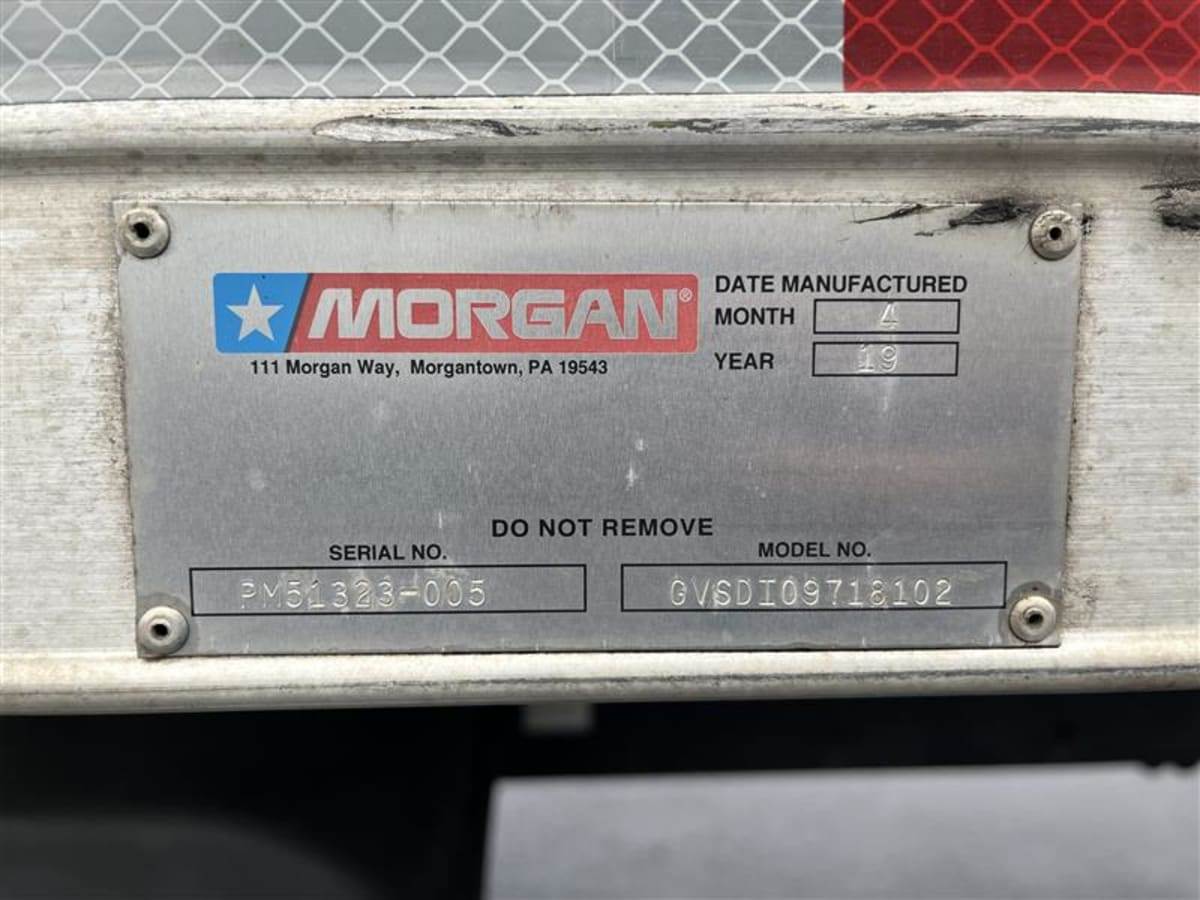 MORGAN®
111 Morgan Way, Morgantown, PA 19543
DATE MANUFACTURED
MONTH 4
YEAR 19
DO NOT REMOVE
SERIAL NO.
PM51323-005
MODEL NO.
GVSDI09718102